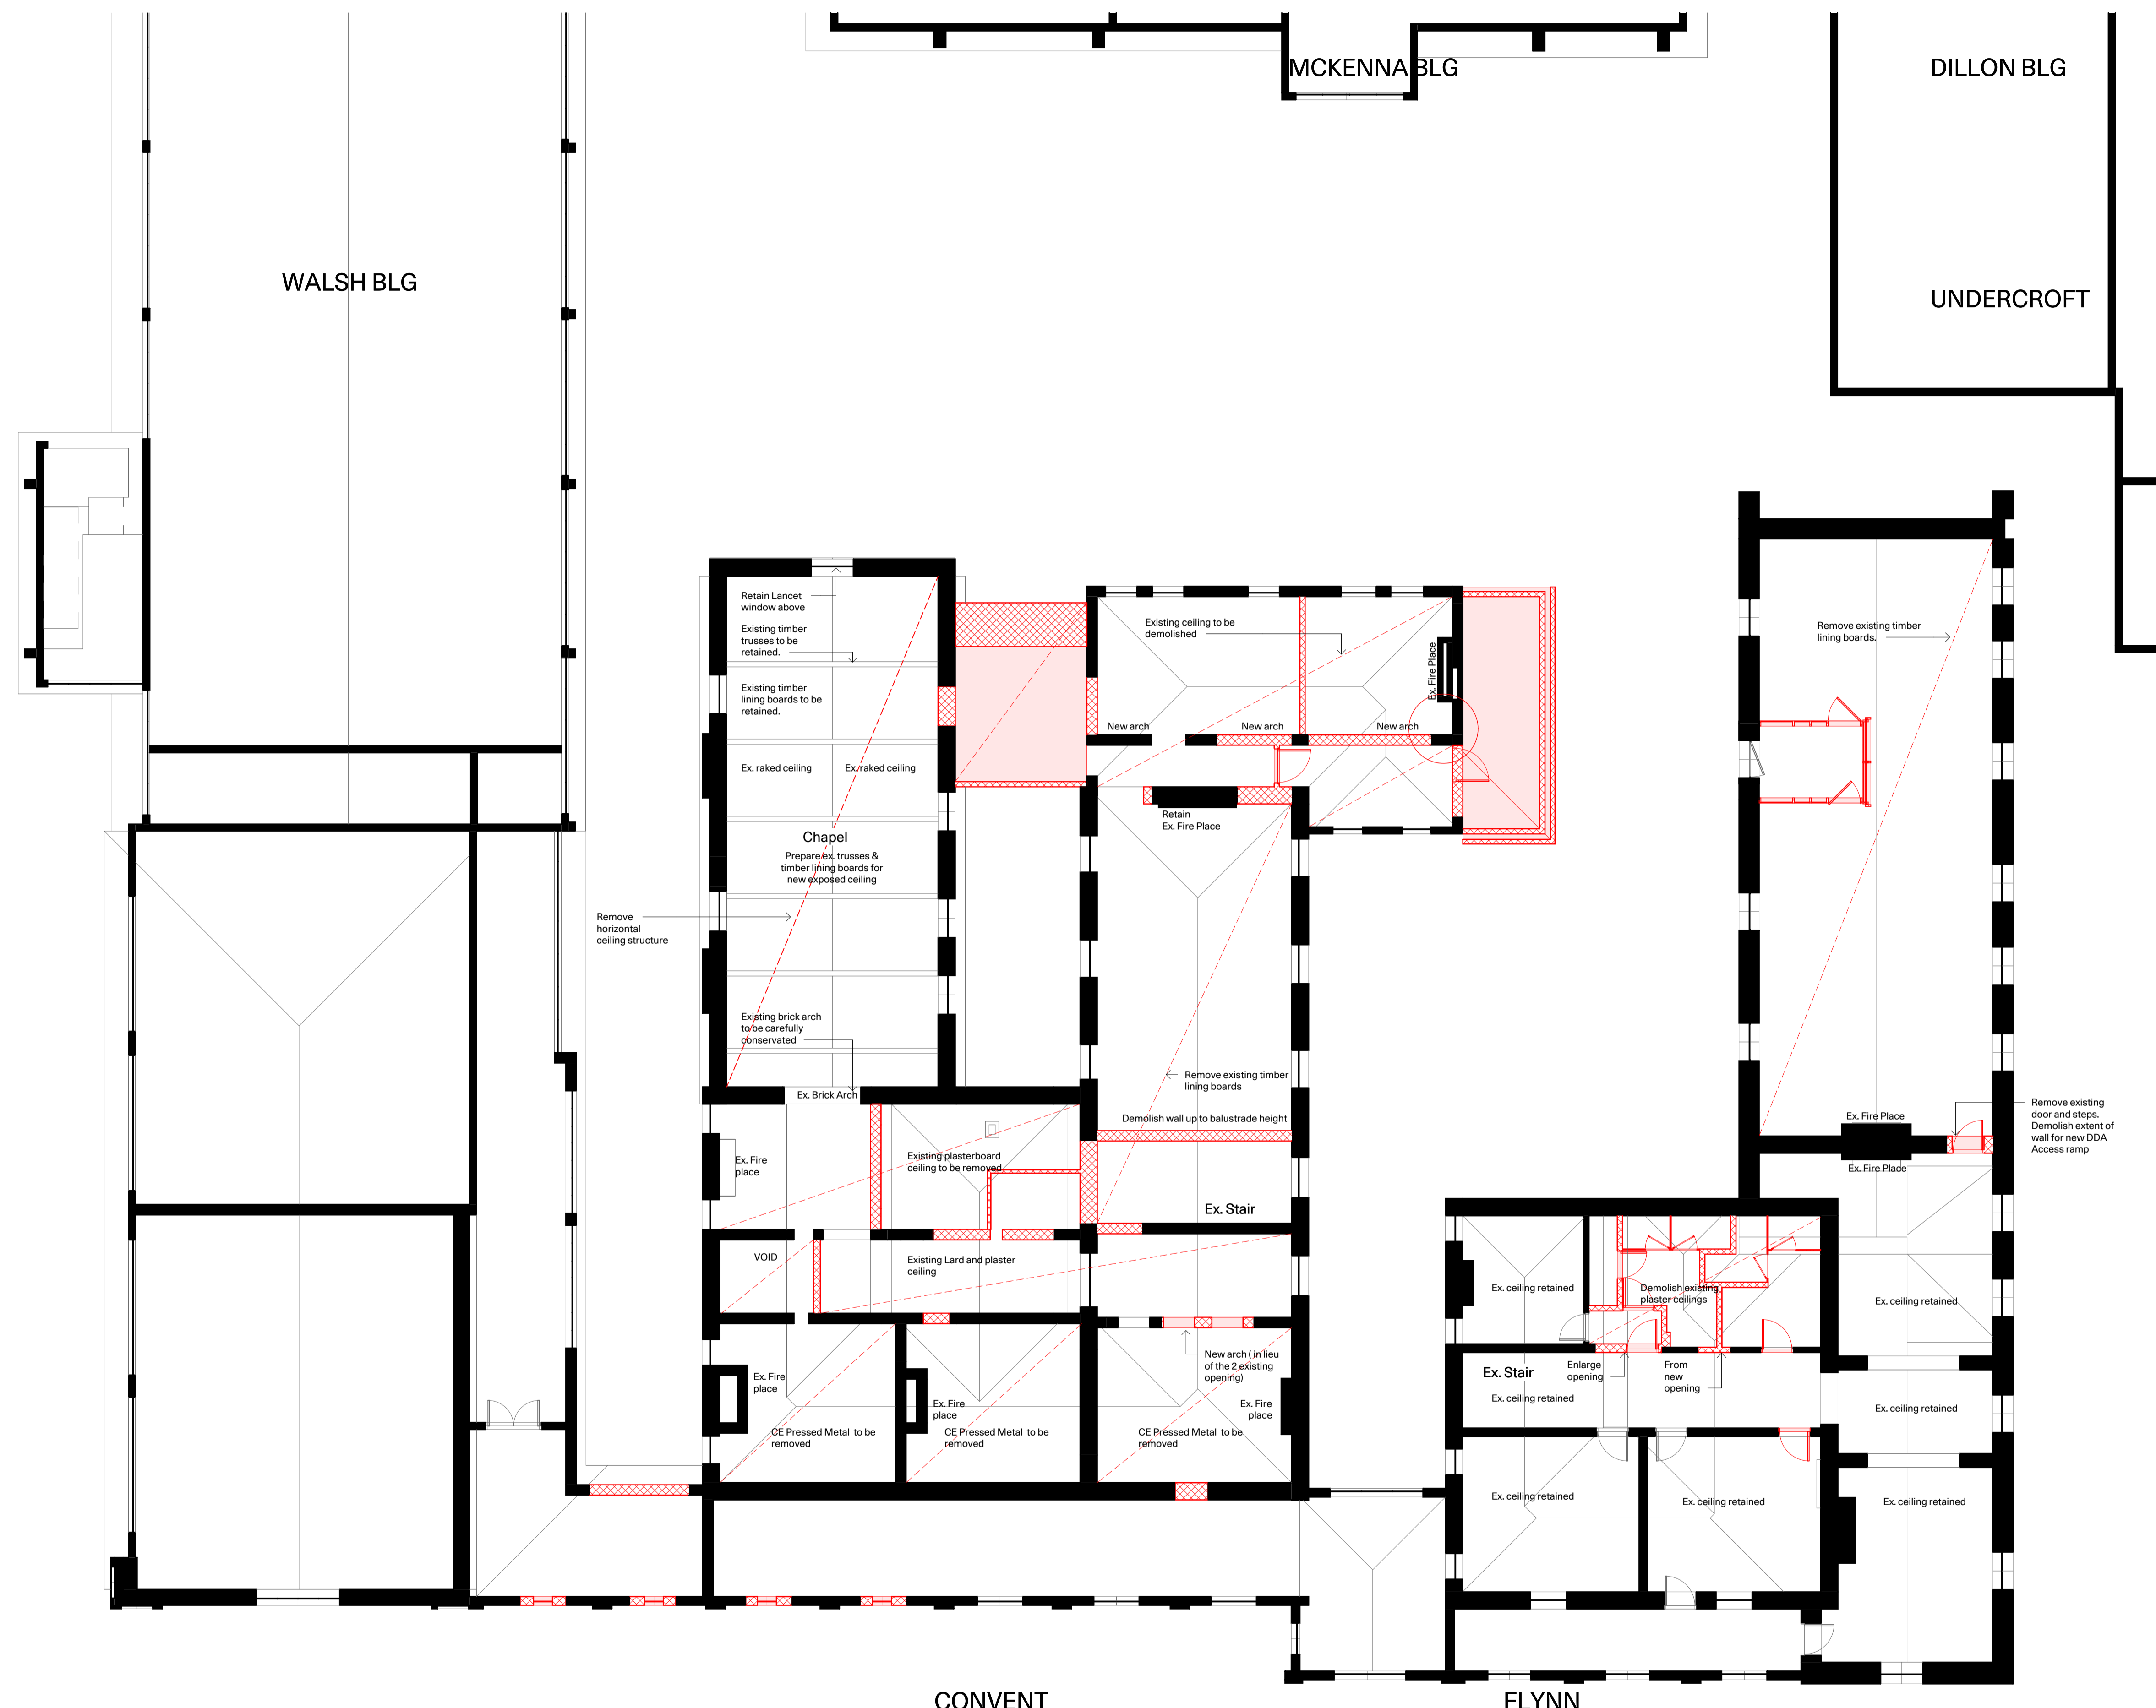 MCKENNA BLG
DILLON BLG
WALSH BLG
UNDERCROFT
Retain Lancet
window above
Existing timber
trusses to be
retained.
Existing timber
lining boards to be
retained.
Ex. raked ceiling
Ex. raked ceiling
Chapel
Prepare ex. trusses &
timber lining boards for
new exposed ceiling
Remove
horizontal
ceiling structure
Existing brick arch
to be carefully
conservated
Ex. Brick Arch
Existing ceiling to be
demolished
Ex. Fire Place
New arch
New arch
New arch
Retain
Ex. Fire Place
Remove existing timber
lining boards.
Remove existing timber
lining boards
Demolish wall up to balustrade height
Ex. Fire
place
Existing plasterboard
ceiling to be removed
Ex. Stair
VOID
Existing Lard and plaster
ceiling
Ex. Fire Place
Ex. Fire Place
Remove existing
door and steps.
Demolish extent of
wall for new DDA
Access ramp
Ex. ceiling retained
Demolish existing
plaster ceilings
Ex. ceiling retained
New arch ( in lieu
of the 2 existing
opening)
Ex. Fire
place
Ex. Fire
place
Ex. Fire
place
CE Pressed Metal to be
removed
CE Pressed Metal to be
removed
CE Pressed Metal to be
removed
Ex. Stair
Ex. ceiling retained
Enlarge
opening
From
new
opening
Ex. ceiling retained
Ex. ceiling retained
Ex. ceiling retained
Ex. ceiling retained
CONVENT
FLYNN